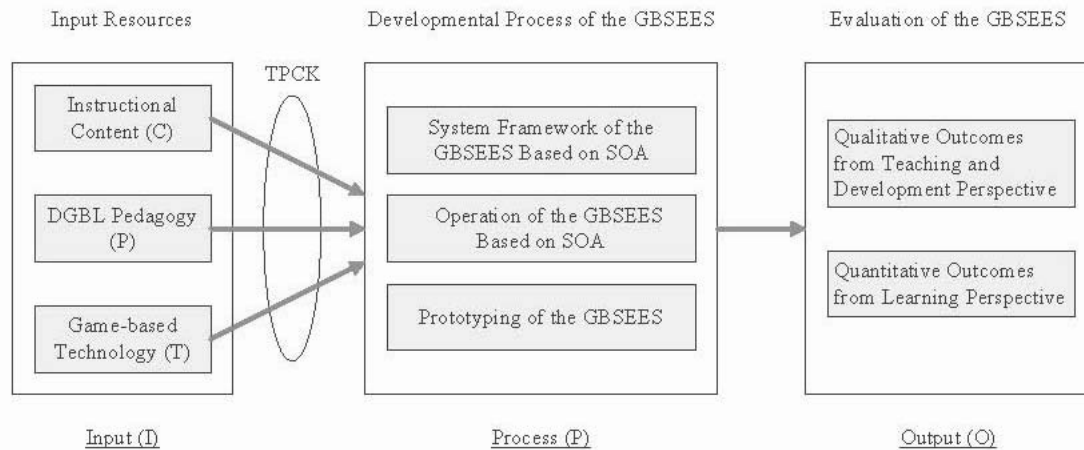 Input Resources
Developmental Process of the GBSEES
Evaluation of the GBSEES
TPCK
Instructional
Content (C)
DGBL Pedagogy
(P)
Game-based
Technology (T)
System Framework of the
GBSEES Based on SOA
Operation of the GBSEES
Based on SOA
Prototyping of the GBSEES
Qualitative Outcomes
from Teaching and
Development Perspective
Quantitative Outcomes
from Learning Perspective
Input (I)
Process (P)
Output (O)